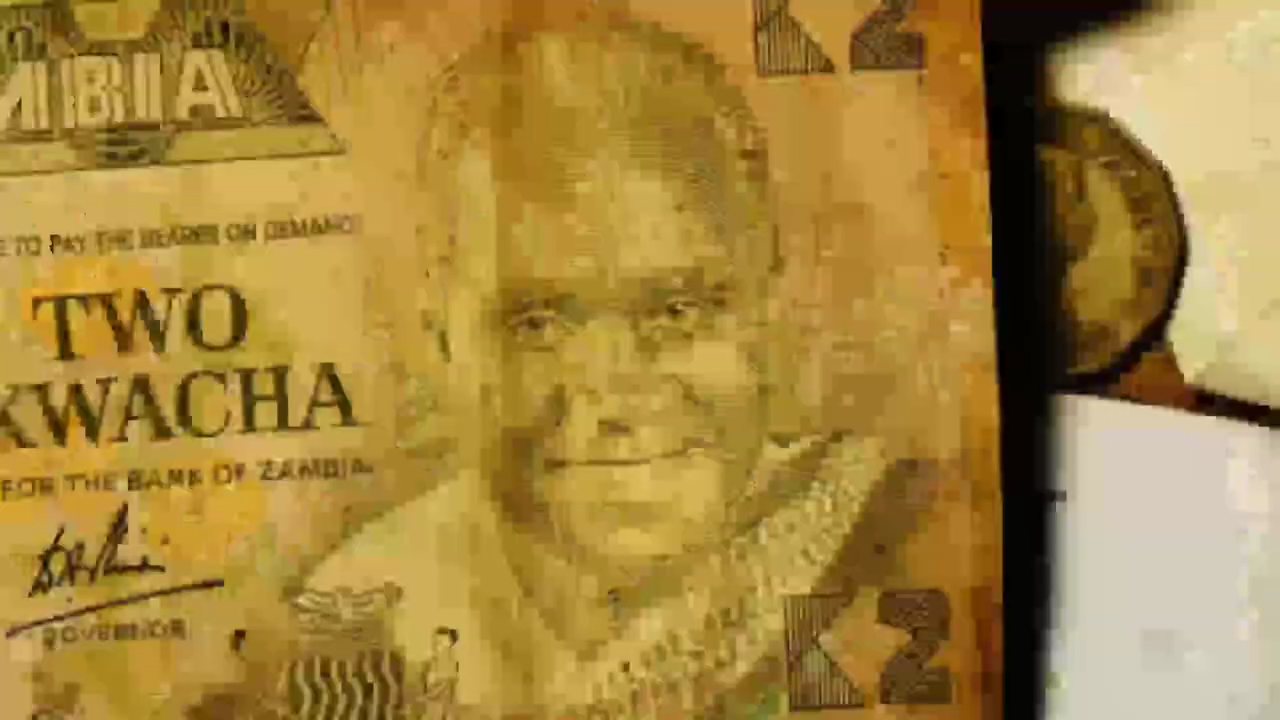 K2
MBIA
E TO PAY THE BEARER ON DEMAND
TWO
KWACHA
FOR THE BANK OF ZAMBIA
GOVERNOR
K2